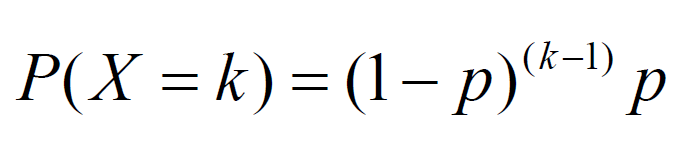 P(X = k) = (1 − p)^(k−1) p